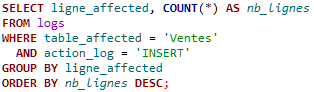 SELECT ligne_affected, COUNT(*) AS nb_lignes
FROM logs
WHERE table_affected = 'Ventes'
  AND action_log = 'INSERT'
GROUP BY ligne_affected
ORDER BY nb_lignes DESC;